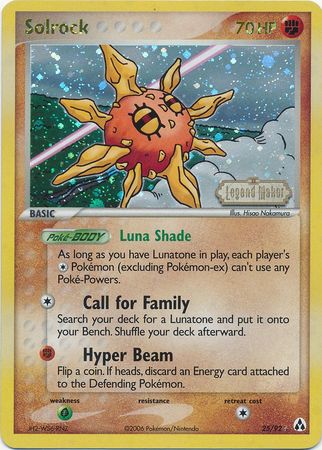 Solrock
70 HP
Legend Maker
BASIC
Illus. Hisao Nakamura
Poké-BODY Luna Shade
As long as you have Lunatone in play, each player's
Pokémon (excluding Pokémon-ex) can't use any
Poké-Powers.
Call for Family
Search your deck for a Lunatone and put it onto
your Bench. Shuffle your deck afterward.
Hyper Beam
Flip a coin. If heads, discard an Energy card attached
to the Defending Pokémon.
weakness
resistance
retreat cost
©2006 Pokémon/Nintendo
25/92